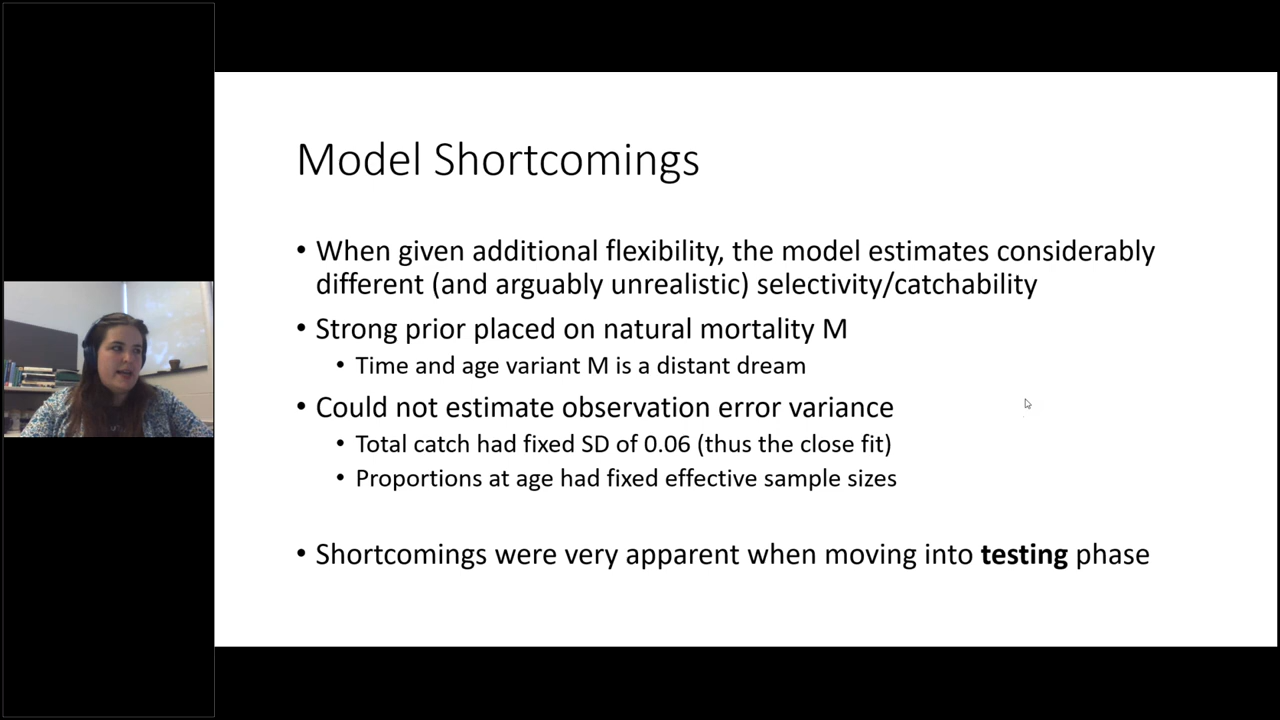 Model Shortcomings
• When given additional flexibility, the model estimates considerably
different (and arguably unrealistic) selectivity/catchability
• Strong prior placed on natural mortality M
• Time and age variant M is a distant dream
• Could not estimate observation error variance
• Total catch had fixed SD of 0.06 (thus the close fit)
• Proportions at age had fixed effective sample sizes
• Shortcomings were very apparent when moving into testing phase